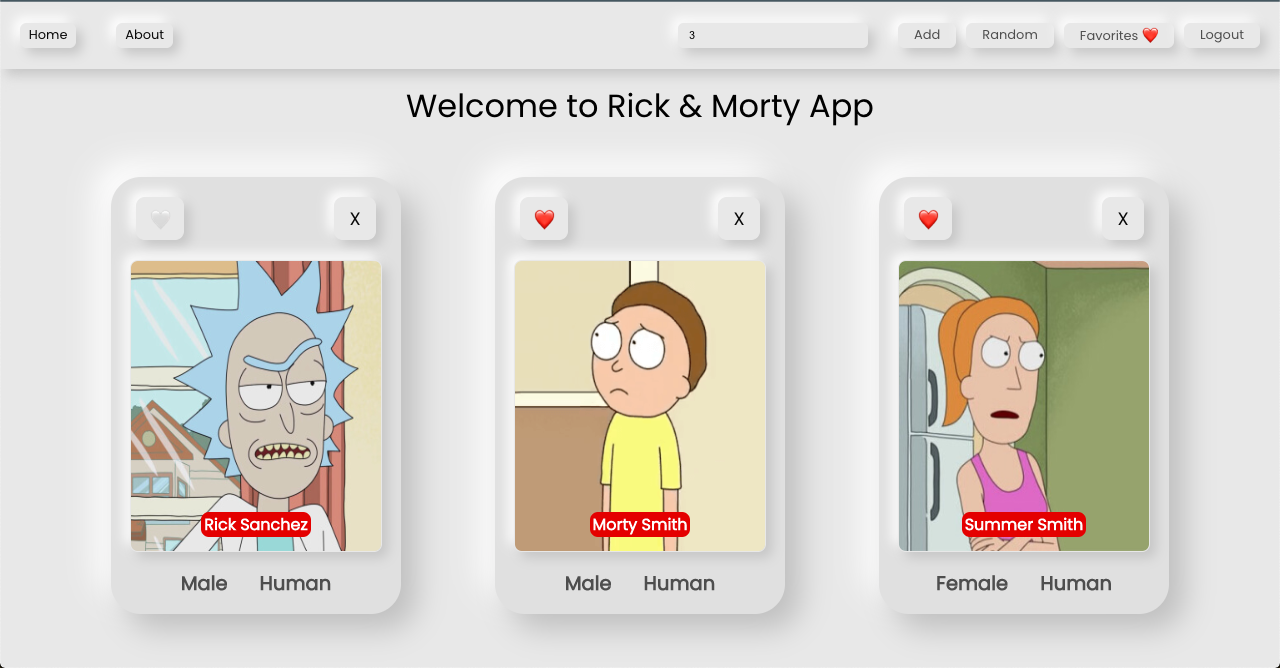 Home About 3 Add Random Favorites ❤️ Logout
Welcome to Rick & Morty App
X X X
Rick Sanchez Morty Smith Summer Smith
Male Human Male Human Female Human